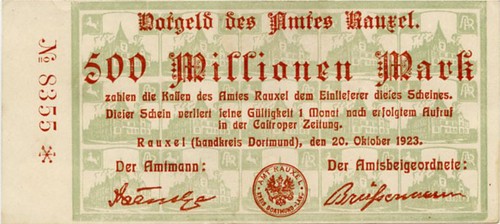 Notgeld des Amtes Rauxel.
500 Millionen Mark
zahlen die Kassen des Amtes Rauxel dem Einlieferer dieses Scheines.
Dieser Schein verliert seine Gültigkeit 1 Monat nach erfolgtem Aufruf
in der Castroper Zeitung.
Rauxel (Landkreis Dortmund), den 20. Oktober 1923.
Der Amtmann:
Der Amtsbeigeordnete:
AMT RAUXEL
№ 8355 *